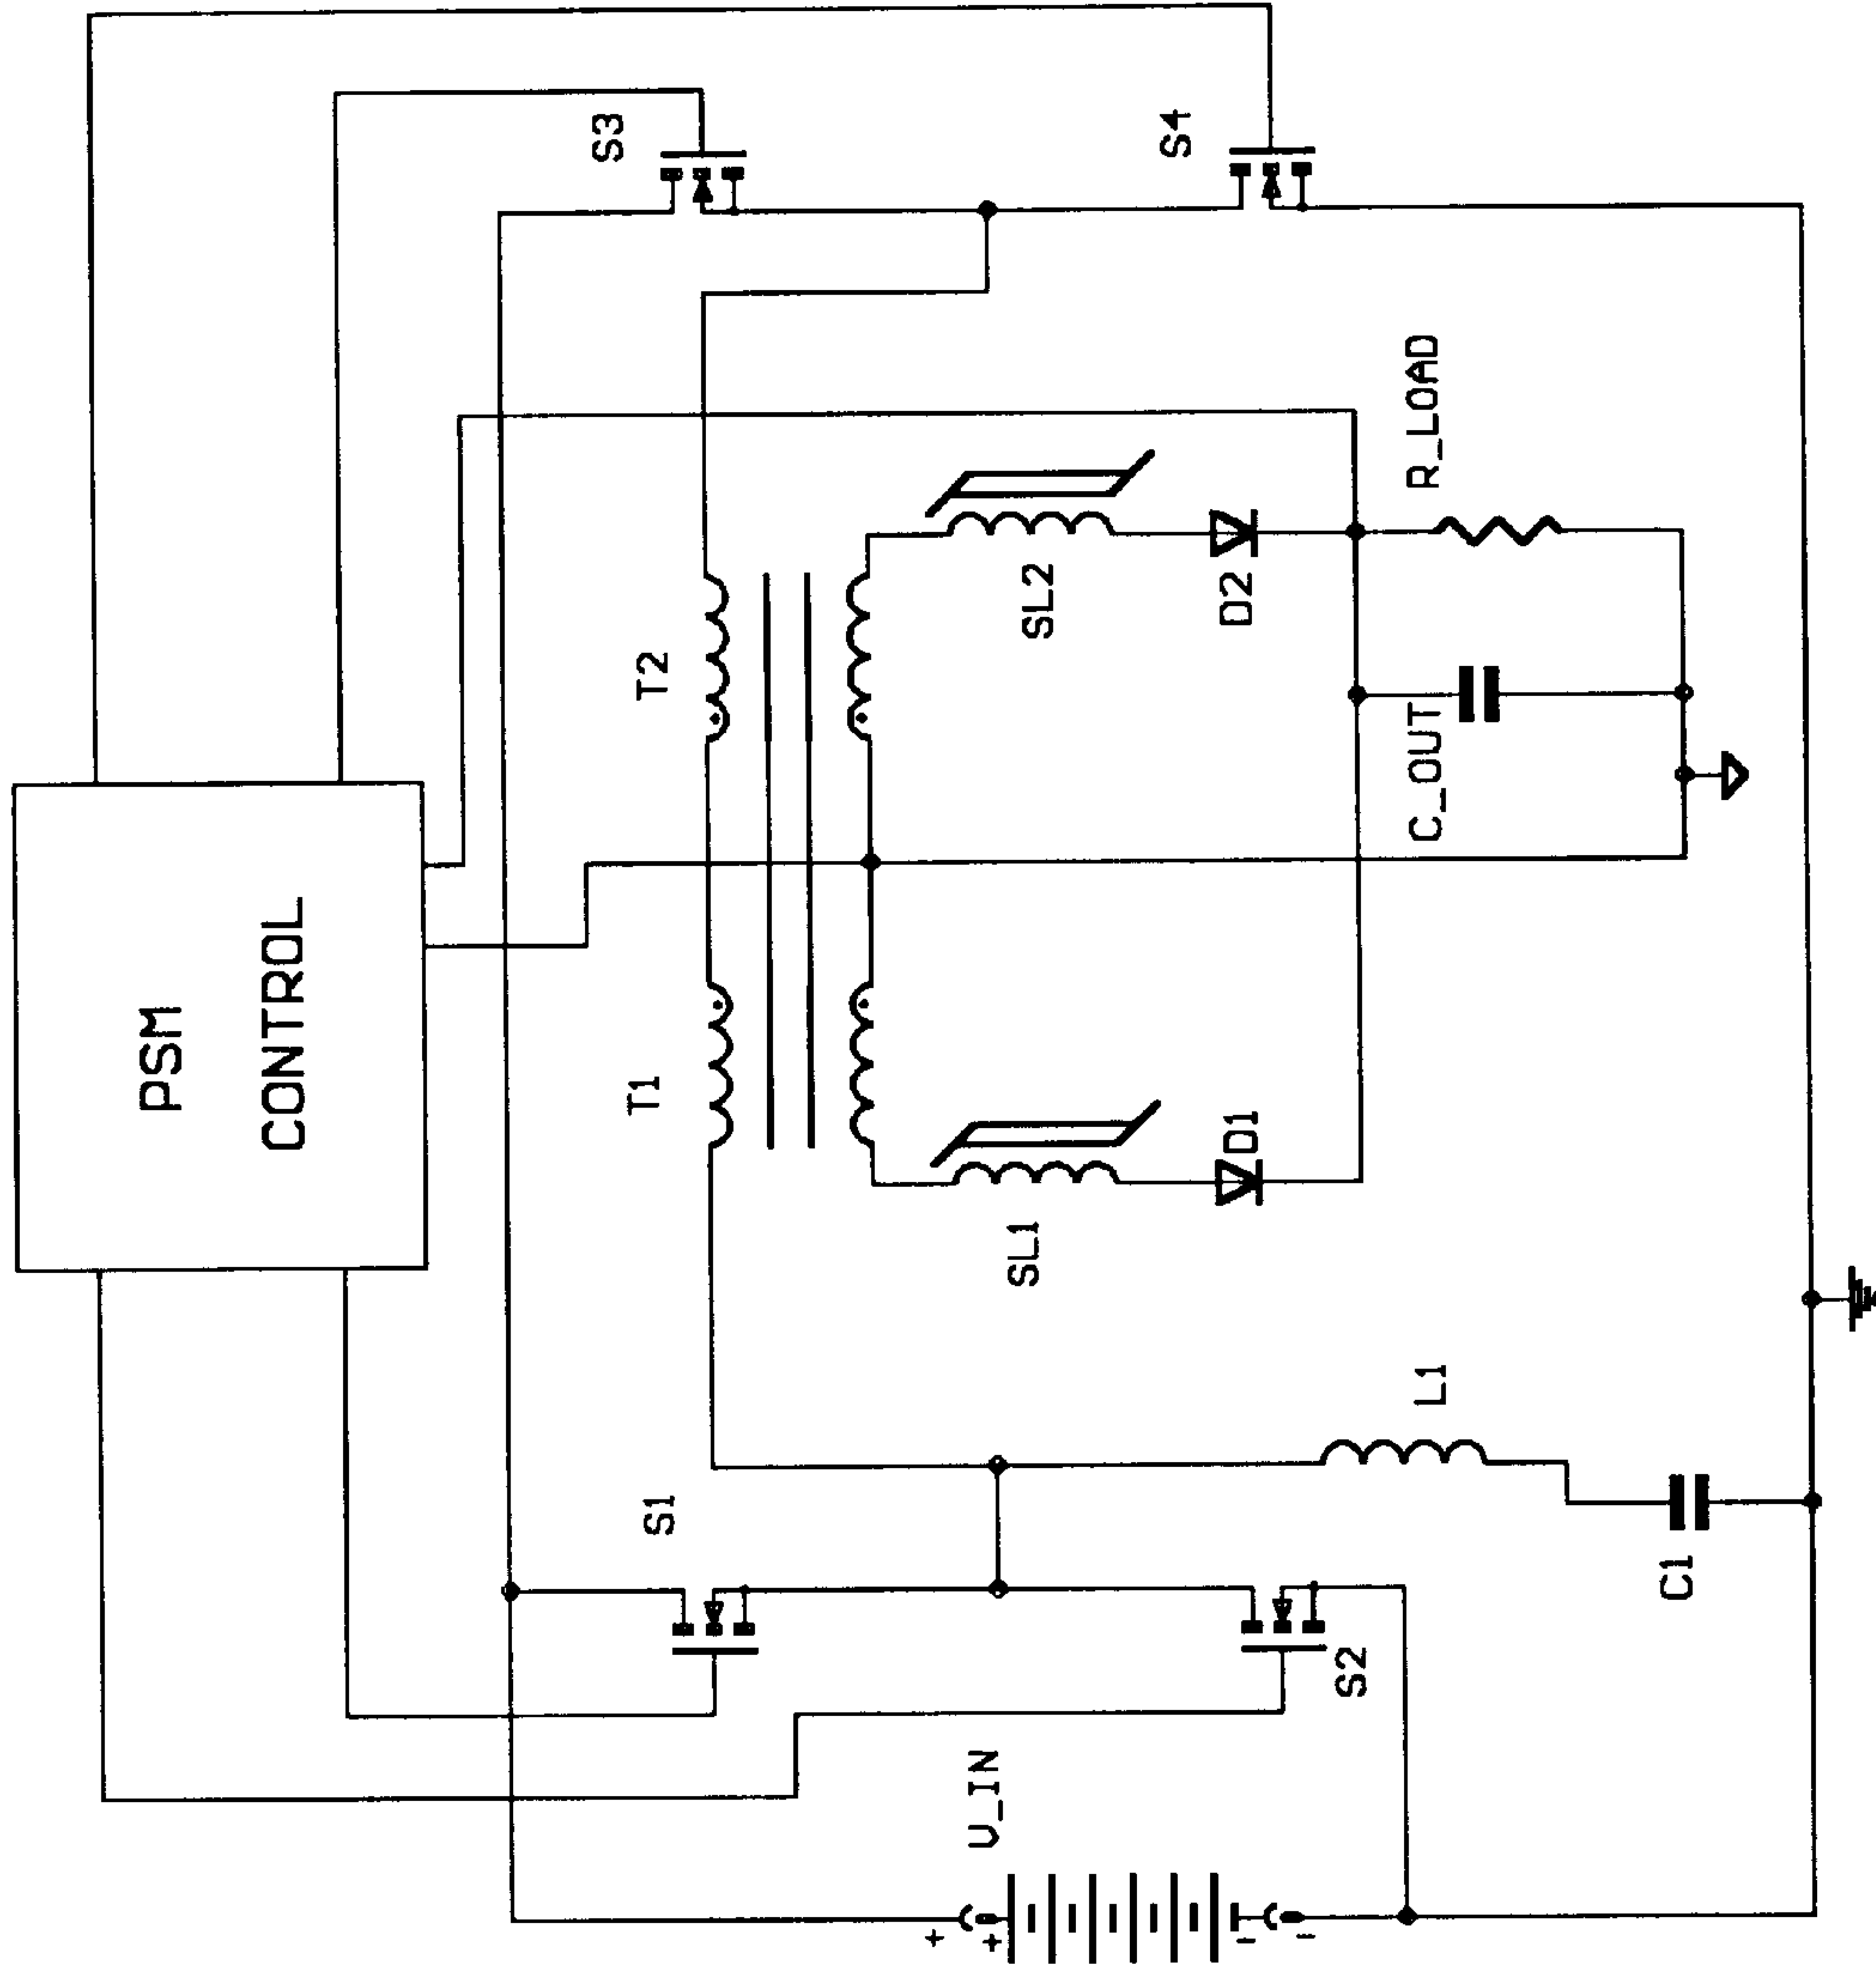 PSM
CONTROL
S3
S4
T2
T1
SL2
D2
R_LOAD
C_OUT
SL1
D1
S1
S2
L1
C1
U_IN
+
+
-
-